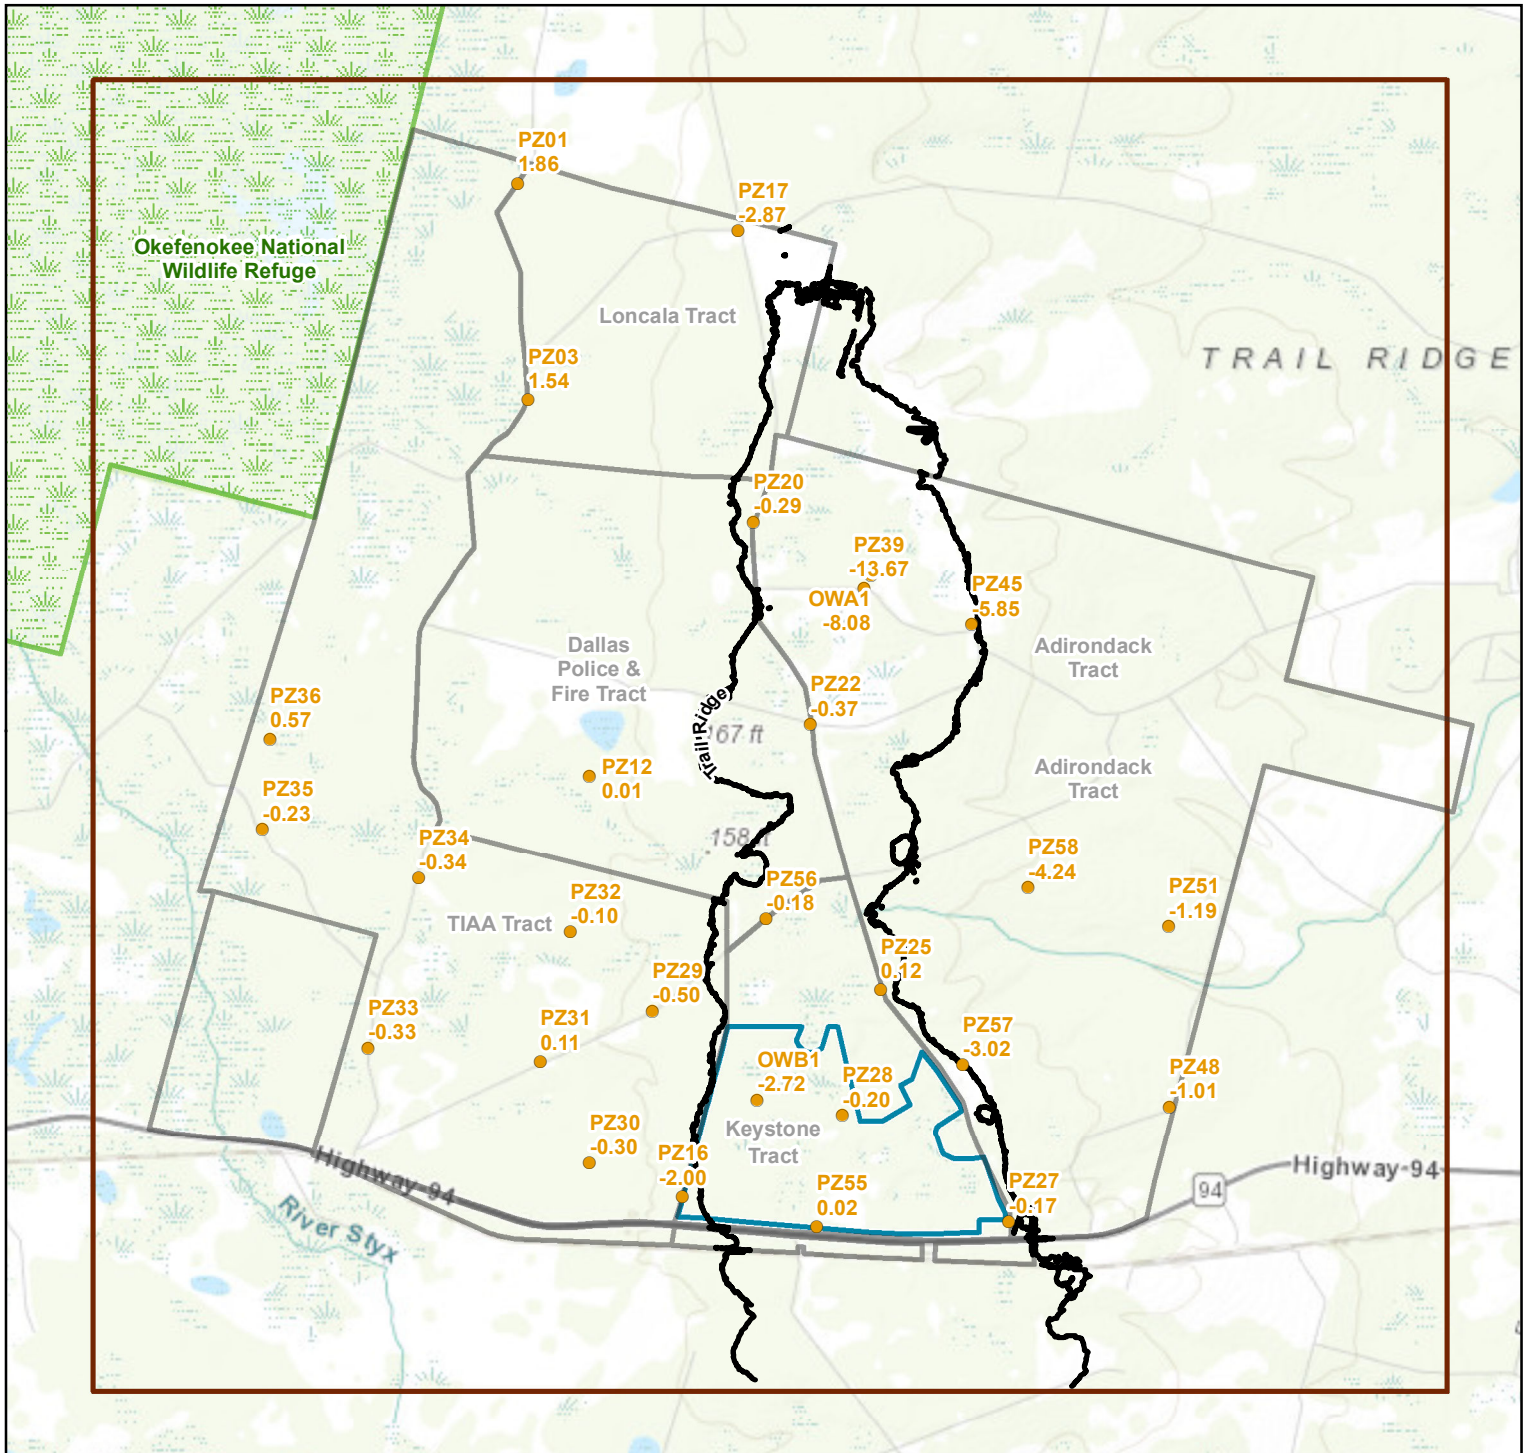 PZ01
1.86
PZ17
-2.87
Okefenokee National
Wildlife Refuge
Loncala Tract
TRAIL RIDGE
PZ03
1.54
PZ20
-0.29
PZ39
-13.67
OWA1
-8.08
PZ45
-5.85
Dallas
Police &
Fire Tract
Adirondack
Tract
PZ36
0.57
PZ22
-0.37
Trail Ridge
167 ft
PZ12
0.01
Adirondack
Tract
PZ35
-0.23
PZ34
-0.34
158 ft
PZ58
-4.24
PZ32
-0.10
PZ56
-0.18
PZ51
-1.19
TIAA Tract
PZ25
0.12
PZ29
-0.50
PZ33
-0.33
PZ31
0.11
PZ57
-3.02
OWB1
-2.72
PZ28
-0.20
PZ48
-1.01
PZ30
-0.30
Keystone
Tract
PZ16
-2.00
PZ55
0.02
PZ27
-0.17
Highway-94
94
Highway-94
River Styx